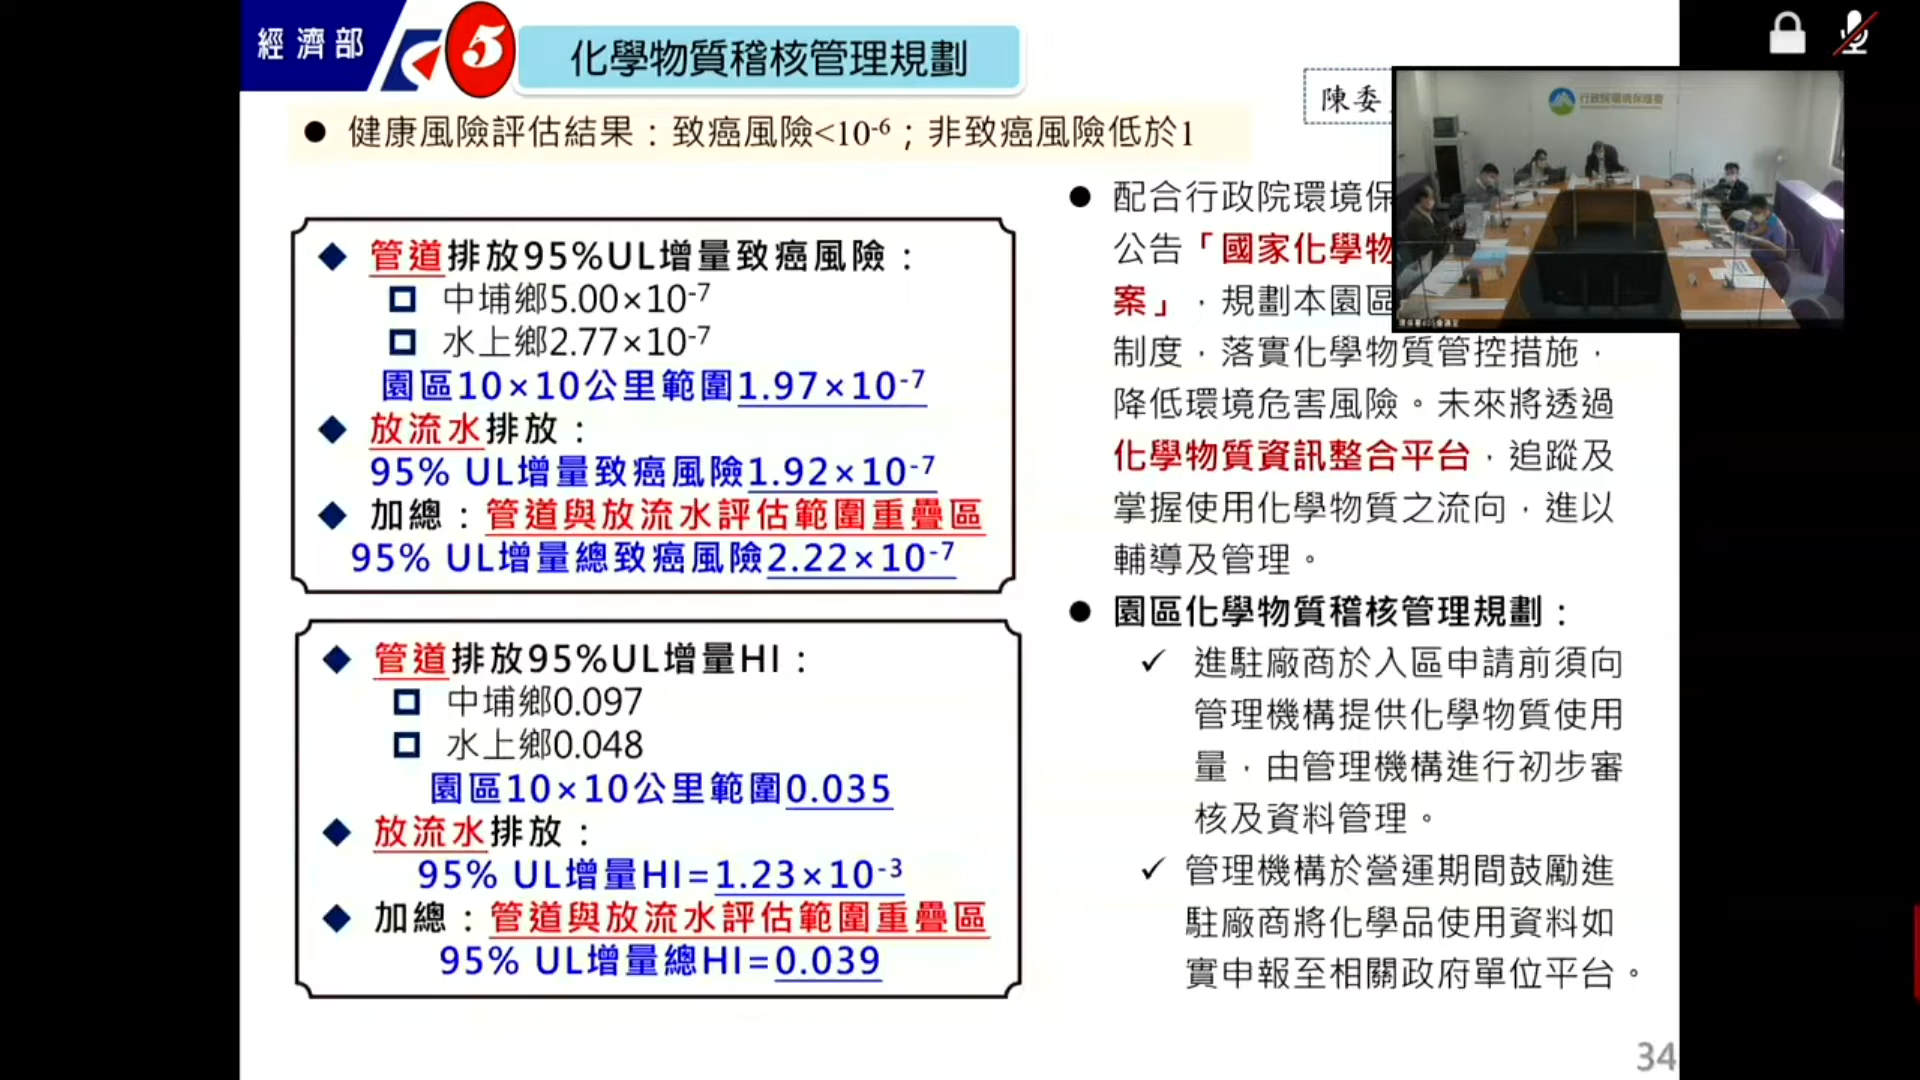 經濟部
5
化學物質稽核管理規劃
陳委
● 健康風險評估結果：致癌風險<10⁻⁶；非致癌風險低於1
◆ 管道排放95%UL增量致癌風險：
中埔鄉5.00×10⁻⁷
水上鄉2.77×10⁻⁷
園區10×10公里範圍1.97×10⁻⁷
◆ 放流水排放：
95% UL增量致癌風險1.92×10⁻⁷
◆ 加總：管道與放流水評估範圍重疊區
95% UL增量總致癌風險2.22×10⁻⁷
◆ 管道排放95%UL增量HI：
中埔鄉0.097
水上鄉0.048
園區10×10公里範圍0.035
◆ 放流水排放：
95% UL增量HI=1.23×10⁻³
◆ 加總：管道與放流水評估範圍重疊區
95% UL增量總HI=0.039
● 配合行政院環境保
公告「國家化學物
案」，規劃本園區
制度，落實化學物質管控措施，
降低環境危害風險。未來將透過
化學物質資訊整合平台，追蹤及
掌握使用化學物質之流向，進以
輔導及管理。
● 園區化學物質稽核管理規劃：
✓ 進駐廠商於入區申請前須向
管理機構提供化學物質使用
量，由管理機構進行初步審
核及資料管理。
✓ 管理機構於營運期間鼓勵進
駐廠商將化學品使用資料如
實申報至相關政府單位平台。
34
行政院環境保護署